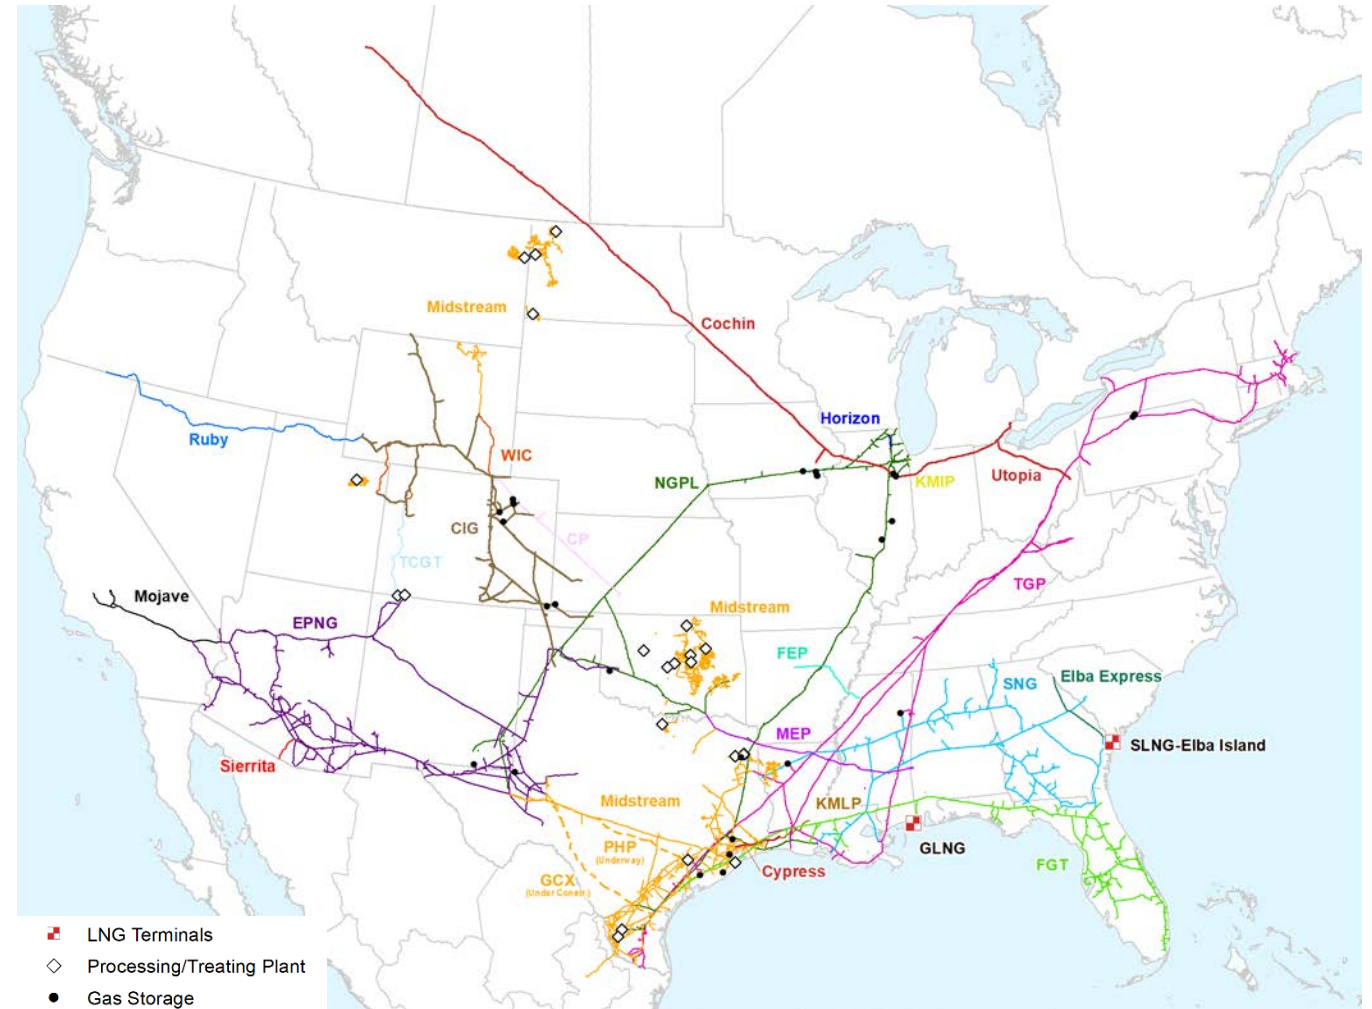 Midstream
Cochin
Horizon
Ruby
WIC
NGPL
KMIP
Utopia
CIG
CP
TCGT
TGP
Mojave
EPNG
Midstream
FEP
SNG
Elba Express
MEP
SLNG-Elba Island
Sierrita
Midstream
KMLP
PHP
(Underway)
GLNG
Cypress
FGT
GCX
(Under Constr.)
LNG Terminals
Processing/Treating Plant
Gas Storage